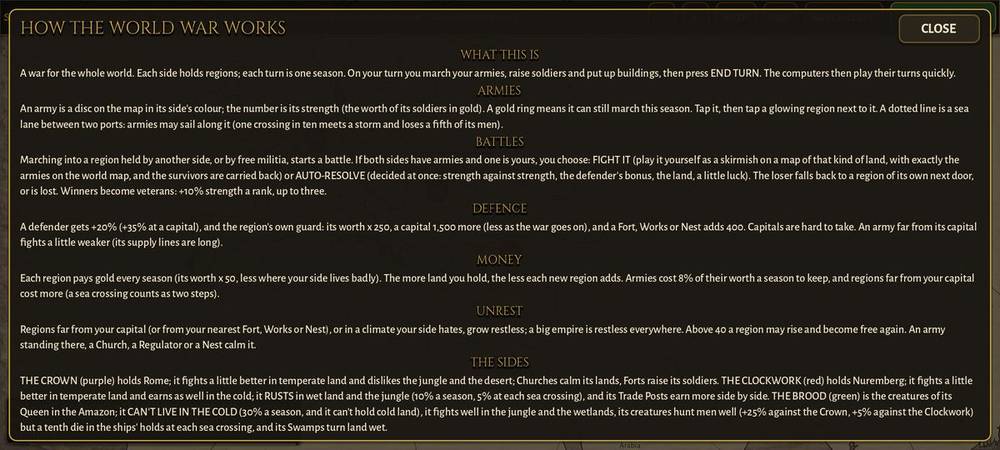 HOW THE WORLD WAR WORKS
CLOSE
WHAT THIS IS
A war for the whole world. Each side holds regions; each turn is one season. On your turn you march your armies, raise soldiers and put up buildings, then press END TURN. The computers then play their turns quickly.
ARMIES
An army is a disc on the map in its side's colour; the number is its strength (the worth of its soldiers in gold). A gold ring means it can still march this season. Tap it, then tap a glowing region next to it. A dotted line is a sea
lane between two ports: armies may sail along it (one crossing in ten meets a storm and loses a fifth of its men).
BATTLES
Marching into a region held by another side, or by free militia, starts a battle. If both sides have armies and one is yours, you choose: FIGHT IT (play it yourself as a skirmish on a map of that kind of land, with exactly the
armies on the world map, and the survivors are carried back) or AUTO-RESOLVE (decided at once: strength against strength, the defender's bonus, the land, a little luck). The loser falls back to a region of its own next door,
or is lost. Winners become veterans: +10% strength a rank, up to three.
DEFENCE
A defender gets +20% (+35% at a capital), and the region's own guard: its worth x 250, a capital 1,500 more (less as the war goes on), and a Fort, Works or Nest adds 400. Capitals are hard to take. An army far from its capital
fights a little weaker (its supply lines are long).
MONEY
Each region pays gold every season (its worth x 50, less where your side lives badly). The more land you hold, the less each new region adds. Armies cost 8% of their worth a season to keep, and regions far from your capital
cost more (a sea crossing counts as two steps).
UNREST
Regions far from your capital (or from your nearest Fort, Works or Nest), or in a climate your side hates, grow restless; a big empire is restless everywhere. Above 40 a region may rise and become free again. An army
standing there, a Church, a Regulator or a Nest calm it.
THE SIDES
THE CROWN (purple) holds Rome; it fights a little better in temperate land and dislikes the jungle and the desert; Churches calm its lands, Forts raise its soldiers. THE CLOCKWORK (red) holds Nuremberg; it fights a little
better in temperate land and earns as well in the cold; it RUSTS in wet land and the jungle (10% a season, 5% at each sea crossing), and its Trade Posts earn more side by side. THE BROOD (green) is the creatures of its
Queen in the Amazon; it CAN'T LIVE IN THE COLD (30% a season, and it can't hold cold land), it fights well in the jungle and the wetlands, its creatures hunt men well (+25% against the Crown, +5% against the Clockwork)
but a tenth die in the ships' holds at each sea crossing, and its Swamps turn land wet.
Arabia